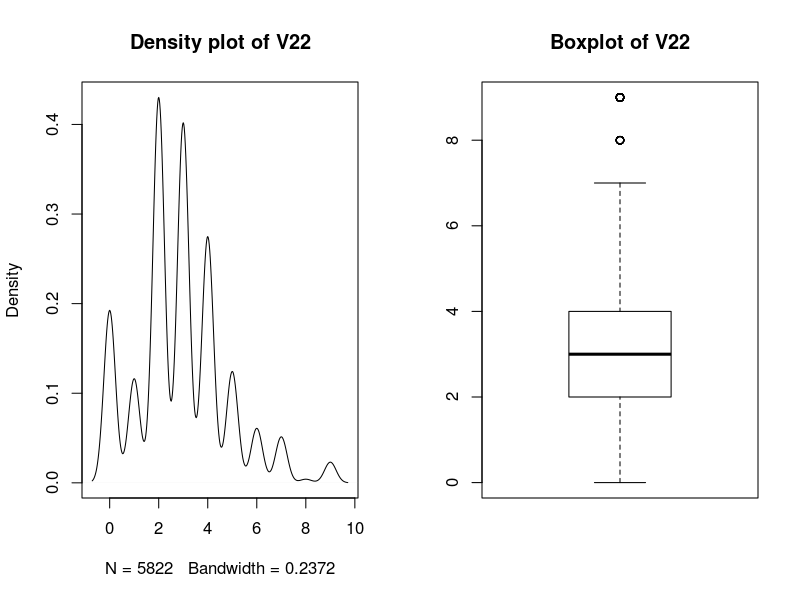 Density plot of V22
Density
0.0 0.1 0.2 0.3 0.4
0 2 4 6 8 10
N = 5822 Bandwidth = 0.2372
Boxplot of V22
0 2 4 6 8